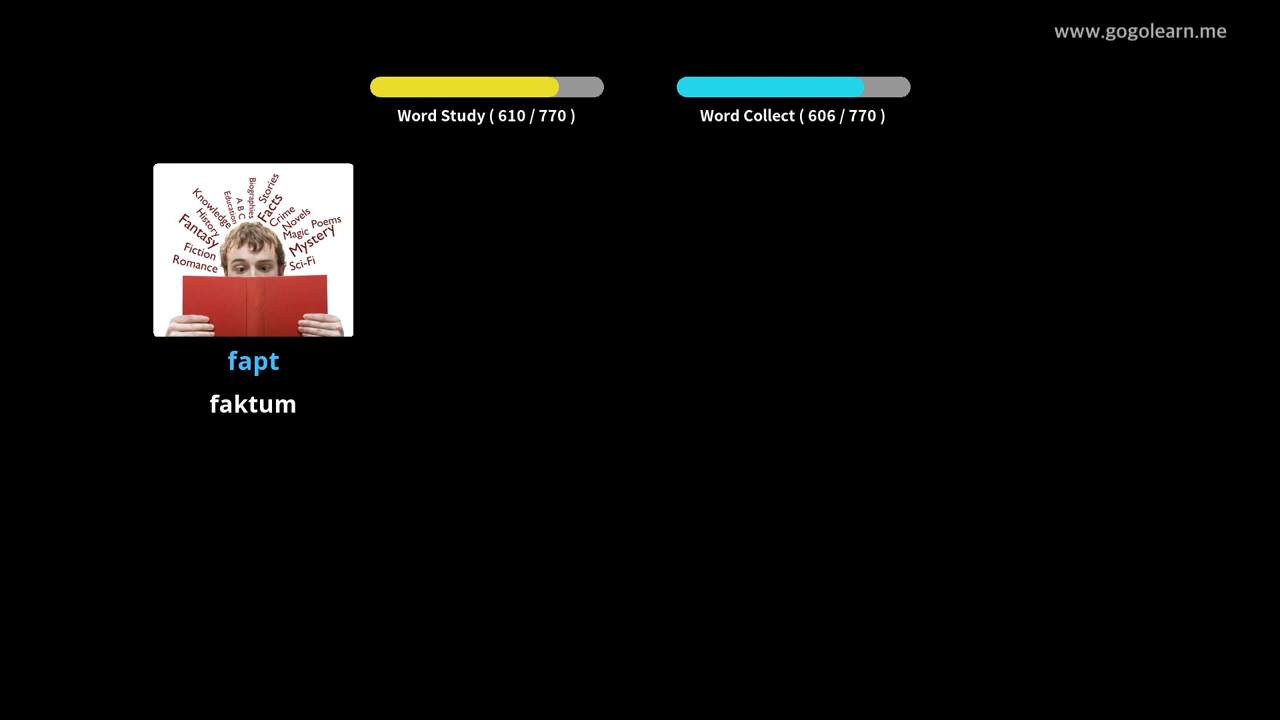 www.gogolearn.me
Word Study ( 610 / 770 )
Word Collect ( 606 / 770 )
Romance
Fiction
Fantasy
History
Knowledge
Education
A B C
Biographies
Stories
Facts
Crime
Novels
Magic
Poems
Mystery
Sci-Fi
fapt
faktum